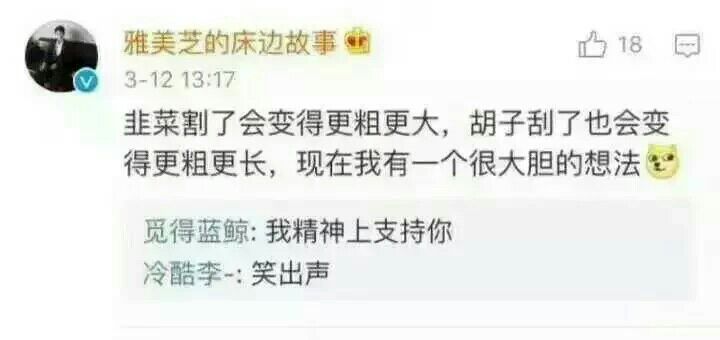 雅美芝的床边故事
18
3-12 13:17
韭菜割了会变得更粗更大，胡子刮了也会变
得更粗更长，现在我有一个很大胆的想法
觅得蓝鲸: 我精神上支持你
冷酷李-: 笑出声